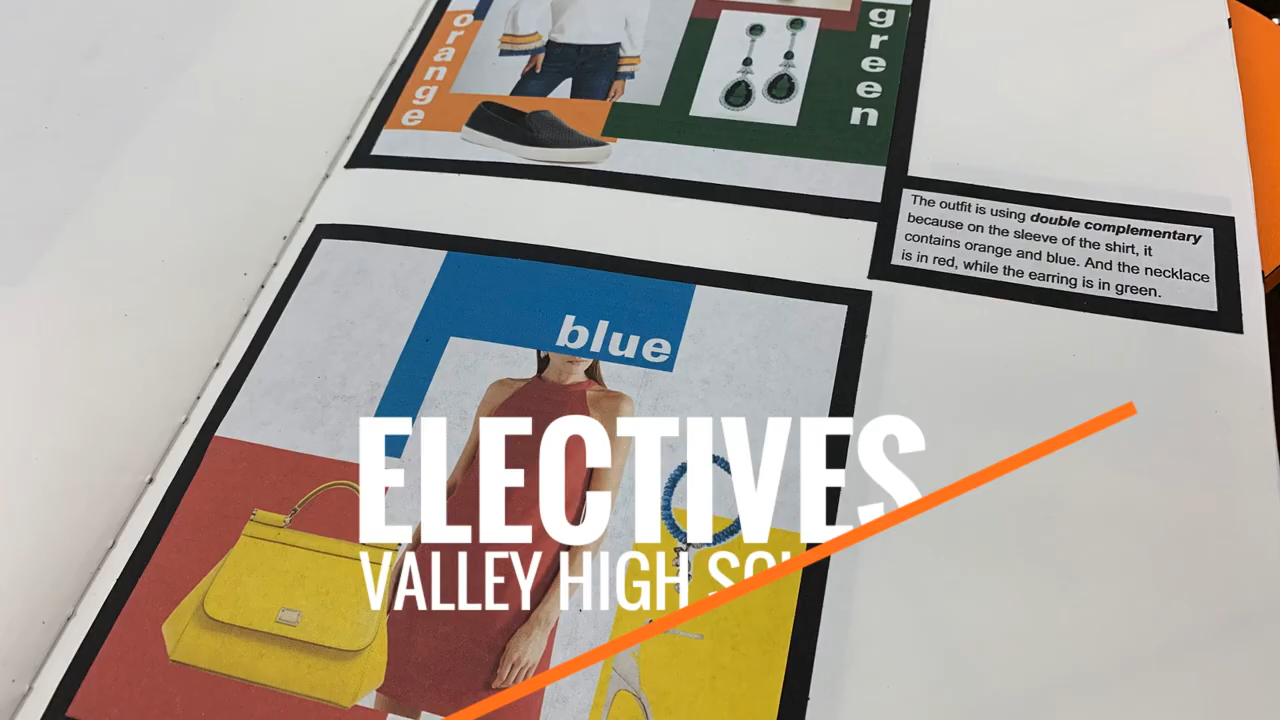 orange
green
The outfit is using double complementary
because on the sleeve of the shirt, it
contains orange and blue. And the necklace
is in red, while the earring is in green.
blue
ELECTIVES
VALLEY HIGH